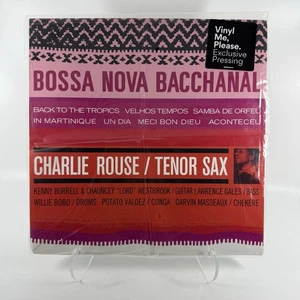 Vinyl
Me,
Please.
Exclusive
Pressing
BOSSA NOVA BACCHANAL
BACK TO THE TROPICS VELHOS TEMPOS SAMBA DE ORFEU
IN MARTINIQUE UN DIA MECI BON DIEU ACONTECEU
CHARLIE ROUSE / TENOR SAX
KENNY BURRELL & CHAUNCEY "LORD" WESTBROOK / GUITAR LAWRENCE GALES / BASS
WILLIE BOBO / DRUMS POTATO VALDEZ / CONGA GARVIN MASSEAUX / CHEKERE